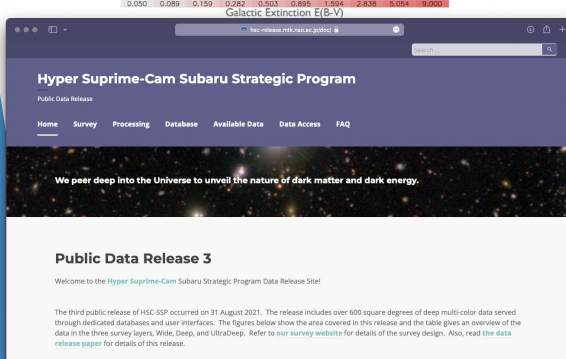 0.050 0.089 0.159 0.282 0.503 0.895 1.594 2.838 5.054 9.000
Galactic Extinction E(B-V)
hsc-release.mtk.nao.ac.jp/doc/
Search ...
Hyper Suprime-Cam Subaru Strategic Program
Public Data Release
Home Survey Processing Database Available Data Data Access FAQ
We peer deep into the Universe to unveil the nature of dark matter and dark energy.
Public Data Release 3
Welcome to the Hyper Suprime-Cam Subaru Strategic Program Data Release Site!
The third public release of HSC-SSP occurred on 31 August 2021. The release includes over 600 square degrees of deep multi-color data served
through dedicated databases and user interfaces. The figures below show the area covered in this release and the table gives an overview of the
data in the three survey layers, Wide, Deep, and UltraDeep. Refer to our survey website for details of the survey design. Also, read the data
release paper for details of this release.